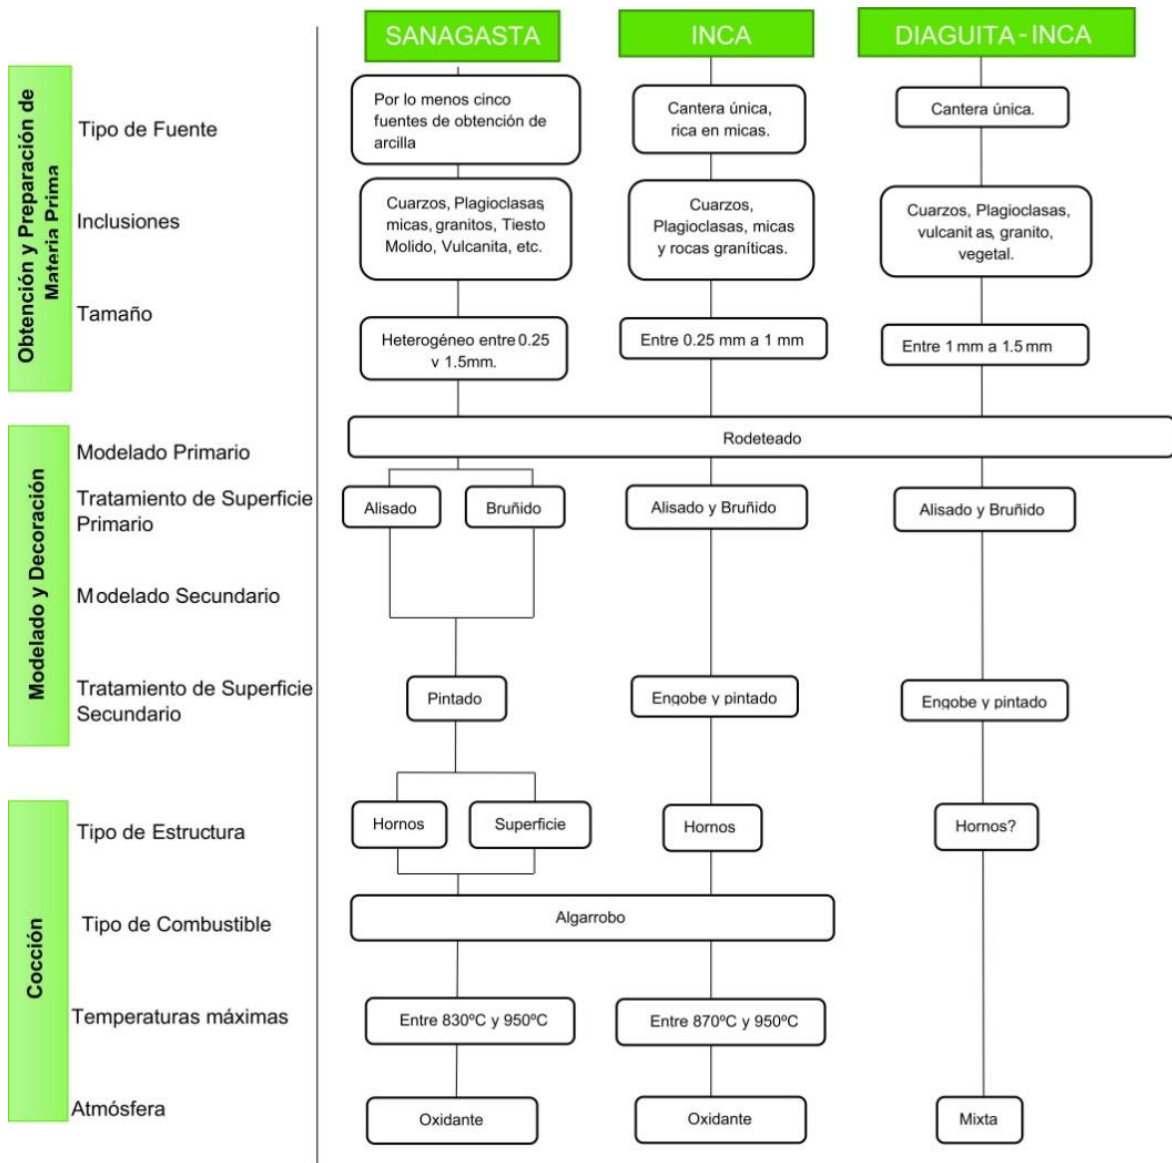 SANAGASTA
INCA
DIAGUITA-INCA
Obtención y Preparación de
Materia Prima
Tipo de Fuente
Por lo menos cinco
fuentes de obtención de
arcilla
Cantera única,
rica en micas.
Cantera única.
Inclusiones
Cuarzos, Plagioclasas,
micas, granitos, Tiesto
Molido, Vulcanita, etc.
Cuarzos,
Plagioclasas, micas
y rocas graníticas.
Cuarzos, Plagioclasas,
vulcanitas, granito,
vegetal.
Tamaño
Heterogéneo entre 0.25
y 1.5mm.
Entre 0.25 mm a 1 mm
Entre 1 mm a 1.5 mm
Modelado y Decoración
Modelado Primario
Rodeteado
Tratamiento de Superficie
Primario
Alisado
Bruñido
Alisado y Bruñido
Alisado y Bruñido
Modelado Secundario
Tratamiento de Superficie
Secundario
Pintado
Engobe y pintado
Engobe y pintado
Cocción
Tipo de Estructura
Hornos
Superficie
Hornos
Hornos?
Tipo de Combustible
Algarrobo
Temperaturas máximas
Entre 830ºC y 950ºC
Entre 870ºC y 950ºC
Atmósfera
Oxidante
Oxidante
Mixta